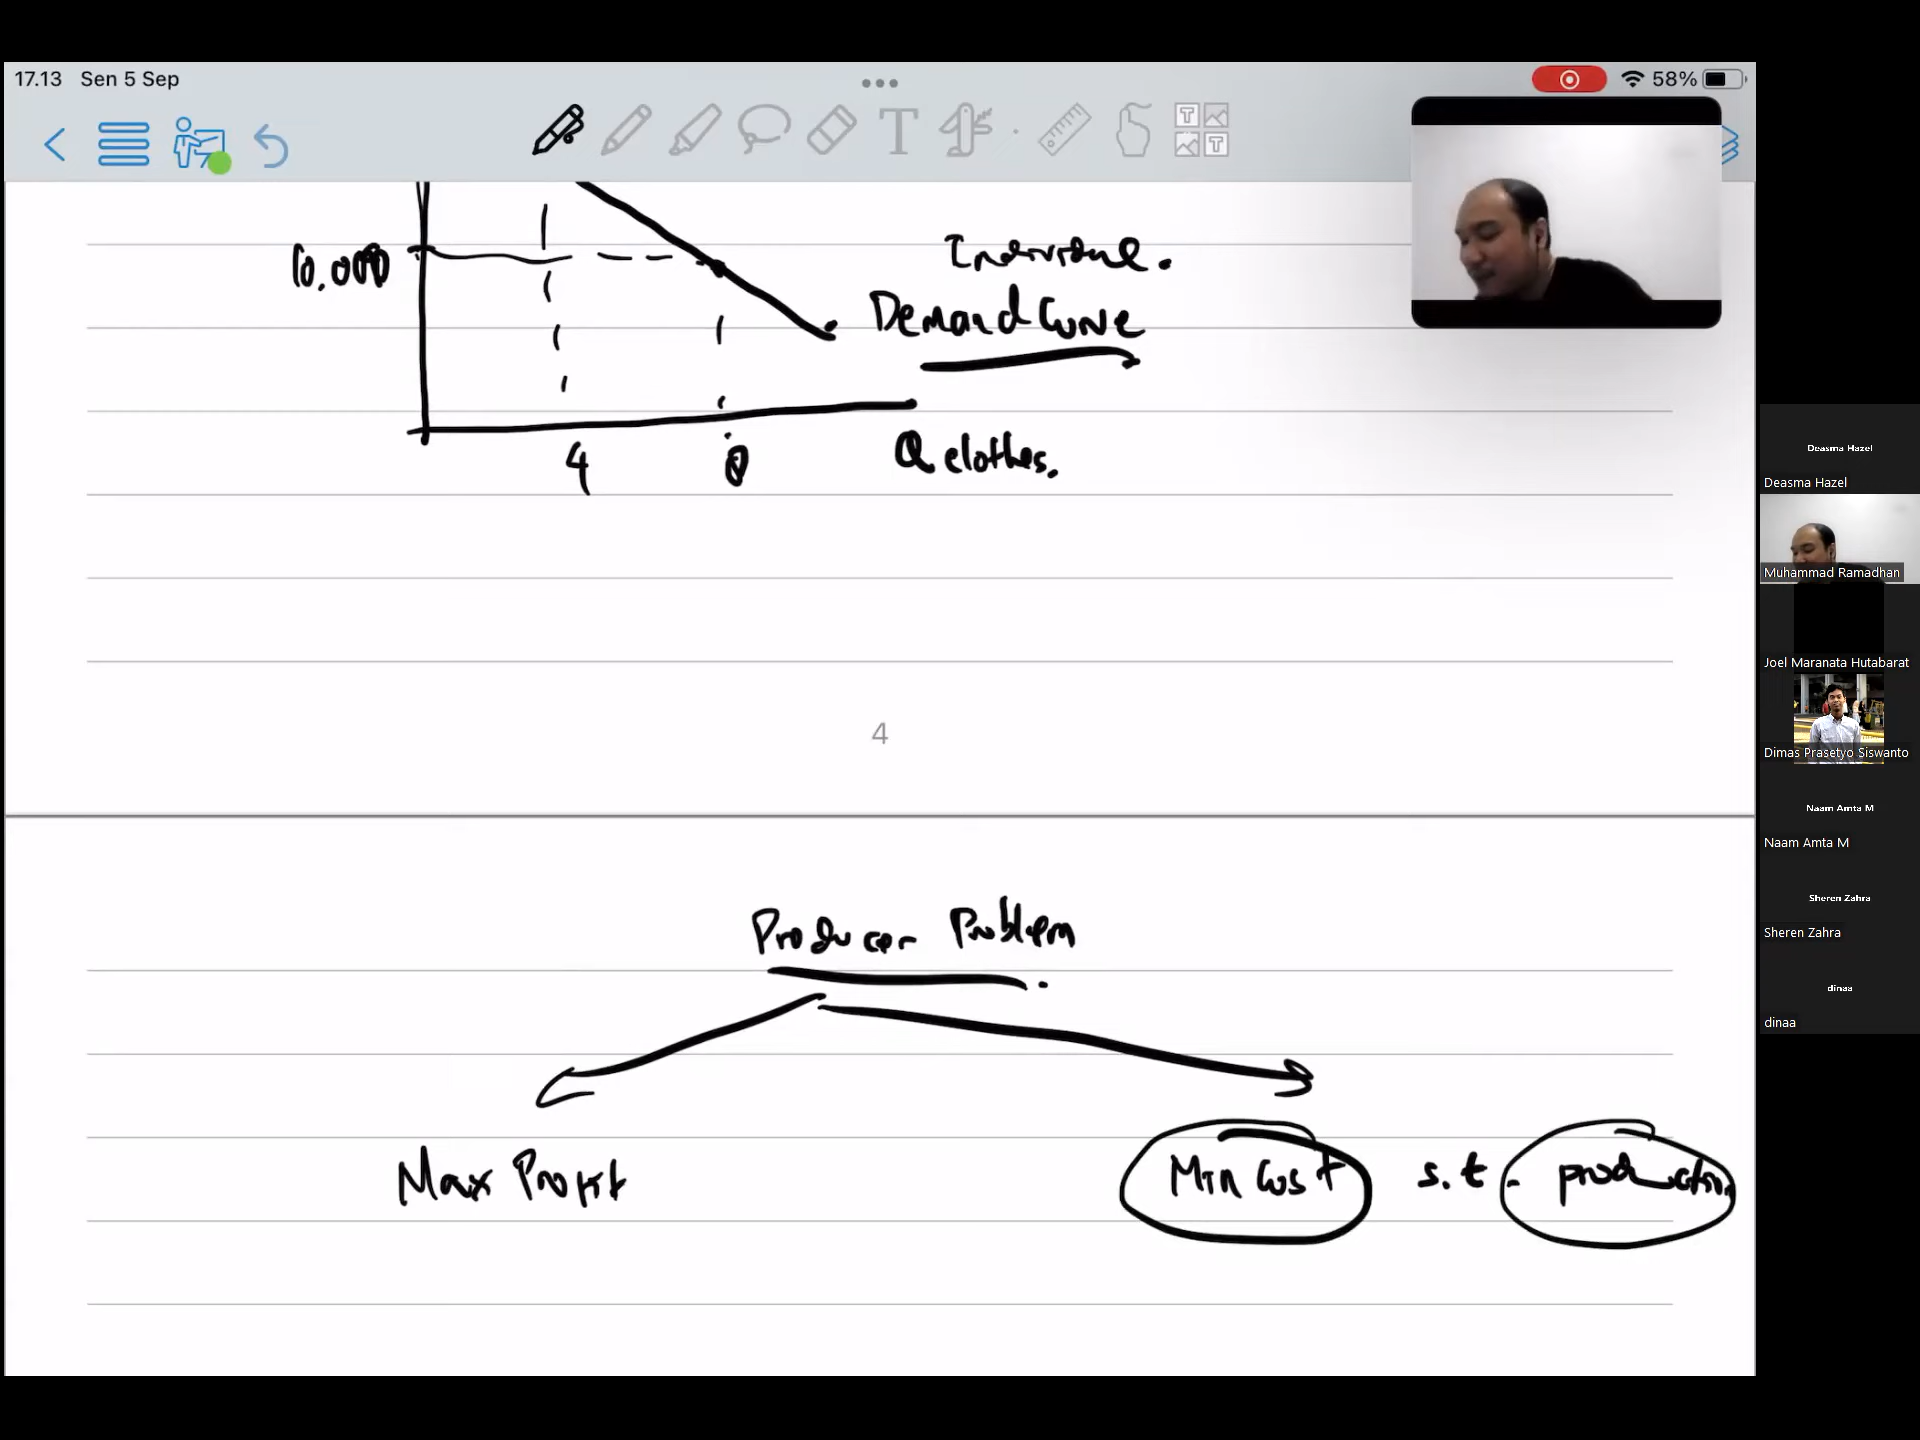 17.13 Sen 5 Sep
58%
T
T
T
10.000
Individual.
Demand Curve
4
8
Q clothes.
4
Producer Problem
Max Profit
Min Cost s.t. production.
Deasma Hazel
Deasma Hazel
Muhammad Ramadhan
Joel Maranata Hutabarat
Dimas Prasetyo Siswanto
Naam Amta M
Naam Amta M
Sheren Zahra
Sheren Zahra
dinaa
dinaa